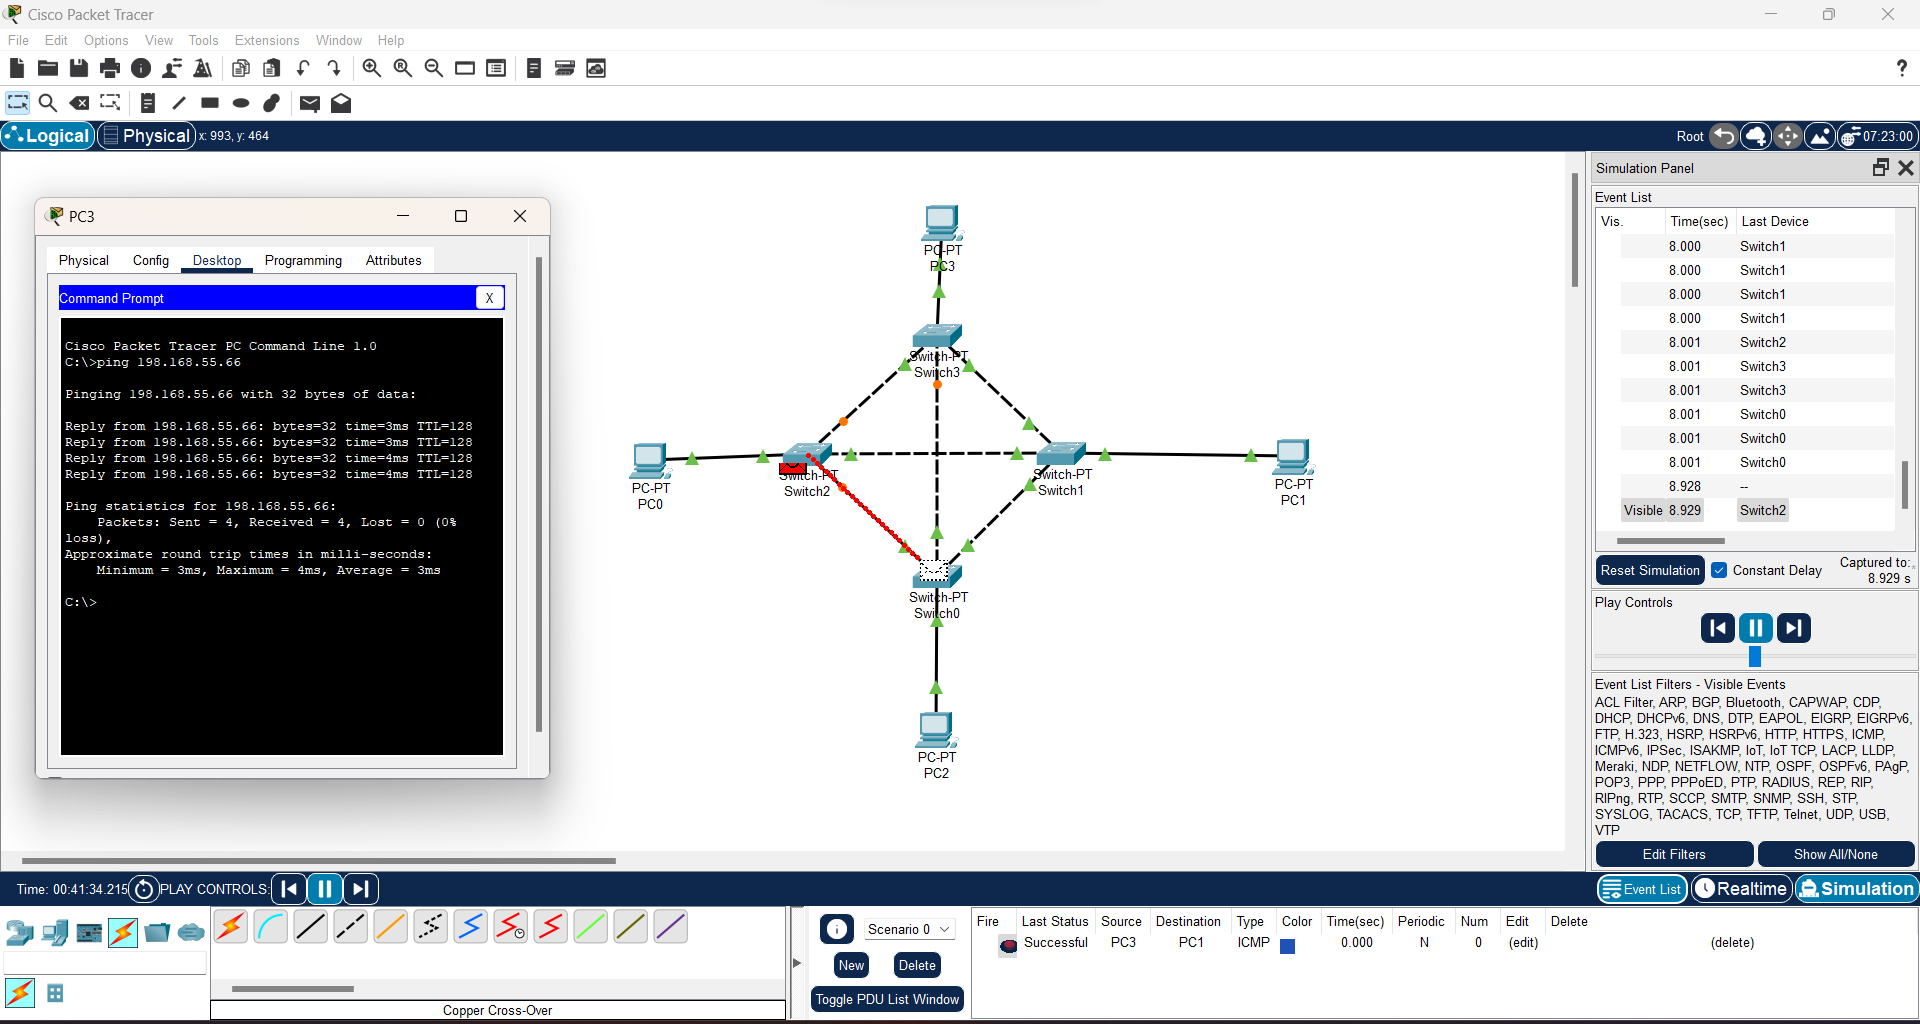 Cisco Packet Tracer
File Edit Options View Tools Extensions Window Help
Logical Physical x: 993, y: 464 Root 07:23:00
PC3
Physical Config Desktop Programming Attributes
Command Prompt X
Cisco Packet Tracer PC Command Line 1.0
C:\>ping 198.168.55.66
Pinging 198.168.55.66 with 32 bytes of data:
Reply from 198.168.55.66: bytes=32 time=3ms TTL=128
Reply from 198.168.55.66: bytes=32 time=3ms TTL=128
Reply from 198.168.55.66: bytes=32 time=4ms TTL=128
Reply from 198.168.55.66: bytes=32 time=4ms TTL=128
Ping statistics for 198.168.55.66:
Packets: Sent = 4, Received = 4, Lost = 0 (0%
loss),
Approximate round trip times in milli-seconds:
Minimum = 3ms, Maximum = 4ms, Average = 3ms
C:\>
PC-PT
PC3
Switch-PT
Switch3
PC-PT
PC0
Switch-PT
Switch2
Switch-PT
Switch1
PC-PT
PC1
Switch-PT
Switch0
PC-PT
PC2
Simulation Panel
Event List
Vis. Time(sec) Last Device
8.000 Switch1
8.000 Switch1
8.000 Switch1
8.000 Switch1
8.001 Switch2
8.001 Switch3
8.001 Switch3
8.001 Switch0
8.001 Switch0
8.001 Switch0
8.928 --
Visible 8.929 Switch2
Reset Simulation Constant Delay Captured to:
8.929 s
Play Controls
Event List Filters - Visible Events
ACL Filter, ARP, BGP, Bluetooth, CAPWAP, CDP,
DHCP, DHCPv6, DNS, DTP, EAPOL, EIGRP, EIGRPv6,
FTP, H.323, HSRP, HSRPv6, HTTP, HTTPS, ICMP,
ICMPv6, IPSec, ISAKMP, IoT, IoT TCP, LACP, LLDP,
Meraki, NDP, NETFLOW, NTP, OSPF, OSPFv6, PAgP,
POP3, PPP, PPPoED, PTP, RADIUS, REP, RIP,
RIPng, RTP, SCCP, SMTP, SNMP, SSH, STP,
SYSLOG, TACACS, TCP, TFTP, Telnet, UDP, USB,
VTP
Edit Filters Show All/None
Time: 00:41:34.215 PLAY CONTROLS: Event List Realtime Simulation
Scenario 0
New Delete
Toggle PDU List Window
Fire Last Status Source Destination Type Color Time(sec) Periodic Num Edit Delete
Successful PC3 PC1 ICMP 0.000 N 0 (edit) (delete)
Copper Cross-Over